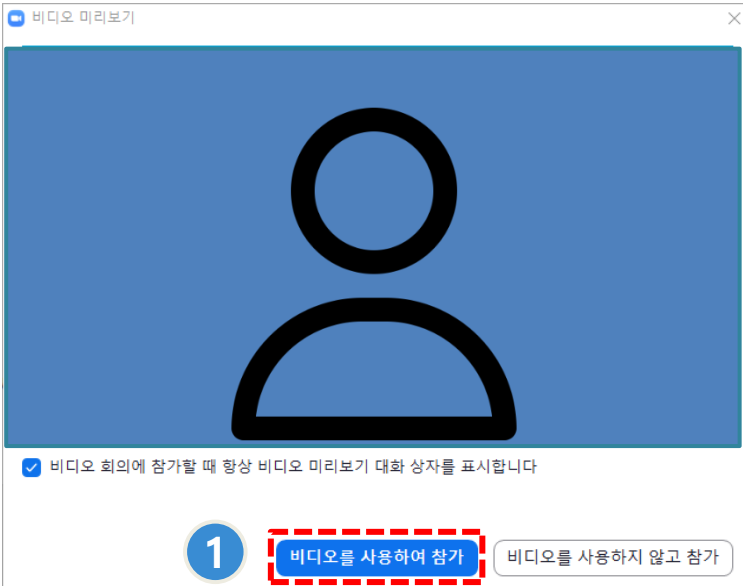 비디오 미리보기
비디오 회의에 참가할 때 항상 비디오 미리보기 대화 상자를 표시합니다
1
비디오를 사용하여 참가
비디오를 사용하지 않고 참가